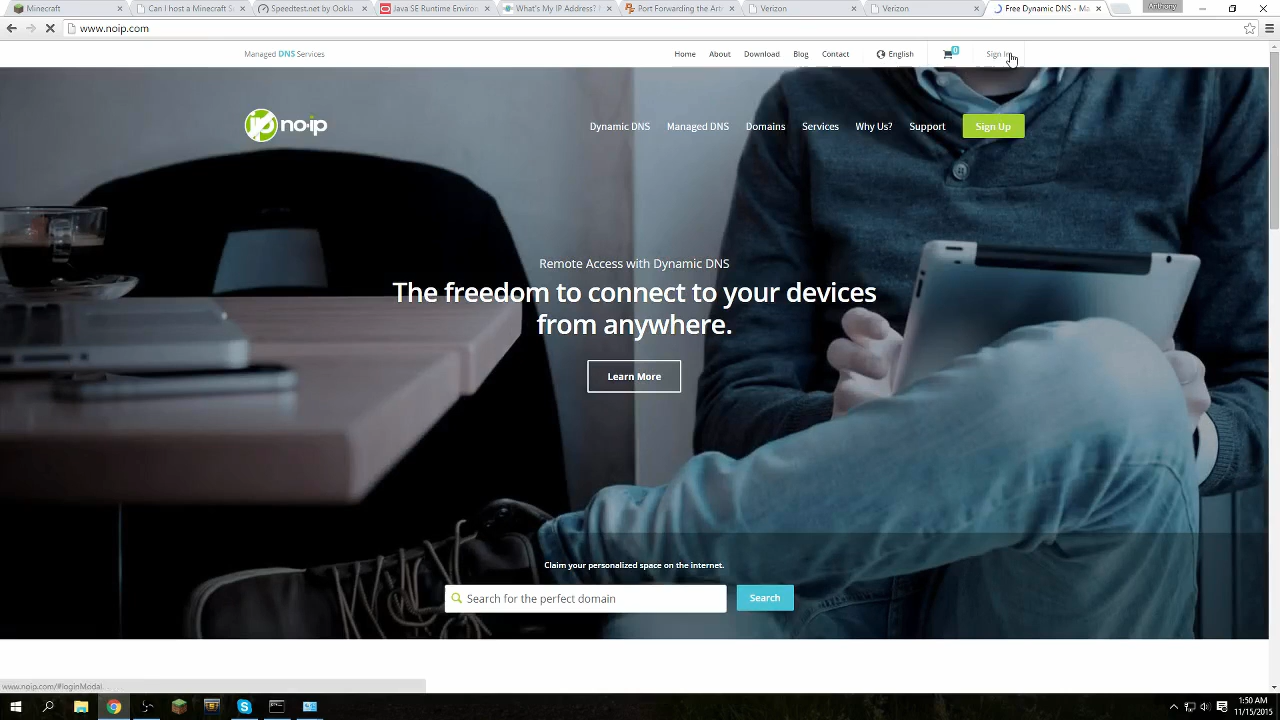 Minecraft
Can I host a Minecraft S
Speedtest.net by Ookla
Java SE Runtime Environ
What's My IP Address?
Port Forwarding the Act
Verizon
Verizon
Free Dynamic DNS - Ma
Anthony
www.noip.com
Managed DNS Services
Home
About
Download
Blog
Contact
English
0
Sign In
no-ip
Dynamic DNS
Managed DNS
Domains
Services
Why Us?
Support
Sign Up
Remote Access with Dynamic DNS
The freedom to connect to your devices
from anywhere.
Learn More
Claim your personalized space on the internet.
Search for the perfect domain
Search
www.noip.com/#loginModal
1:50 AM
11/15/2015